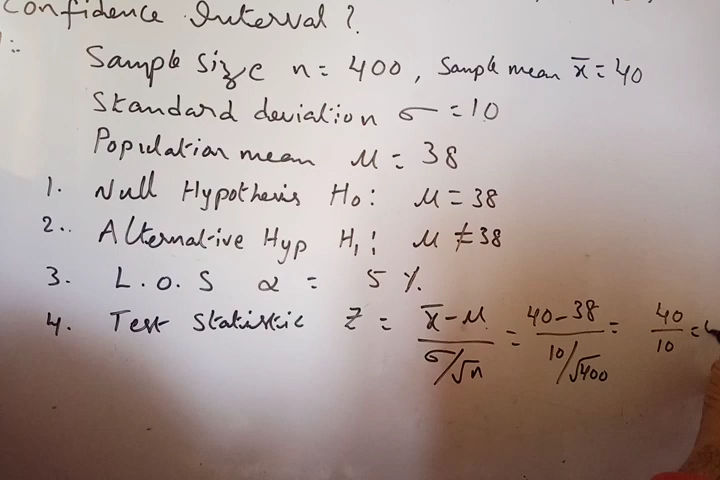 Confidence Interval ?
:-
Sample size n = 400 , Sample mean x̄ = 40
Standard deviation σ = 10
Population mean μ = 38
1. Null Hypothesis H₀ : μ = 38
2.. Alternative Hyp H₁ : μ ≠ 38
3. L.O.S α = 5 %.
4. Test Statistic Z = (x̄ - μ)/(σ/√n) = (40 - 38)/(10/√400) = 40/10 =